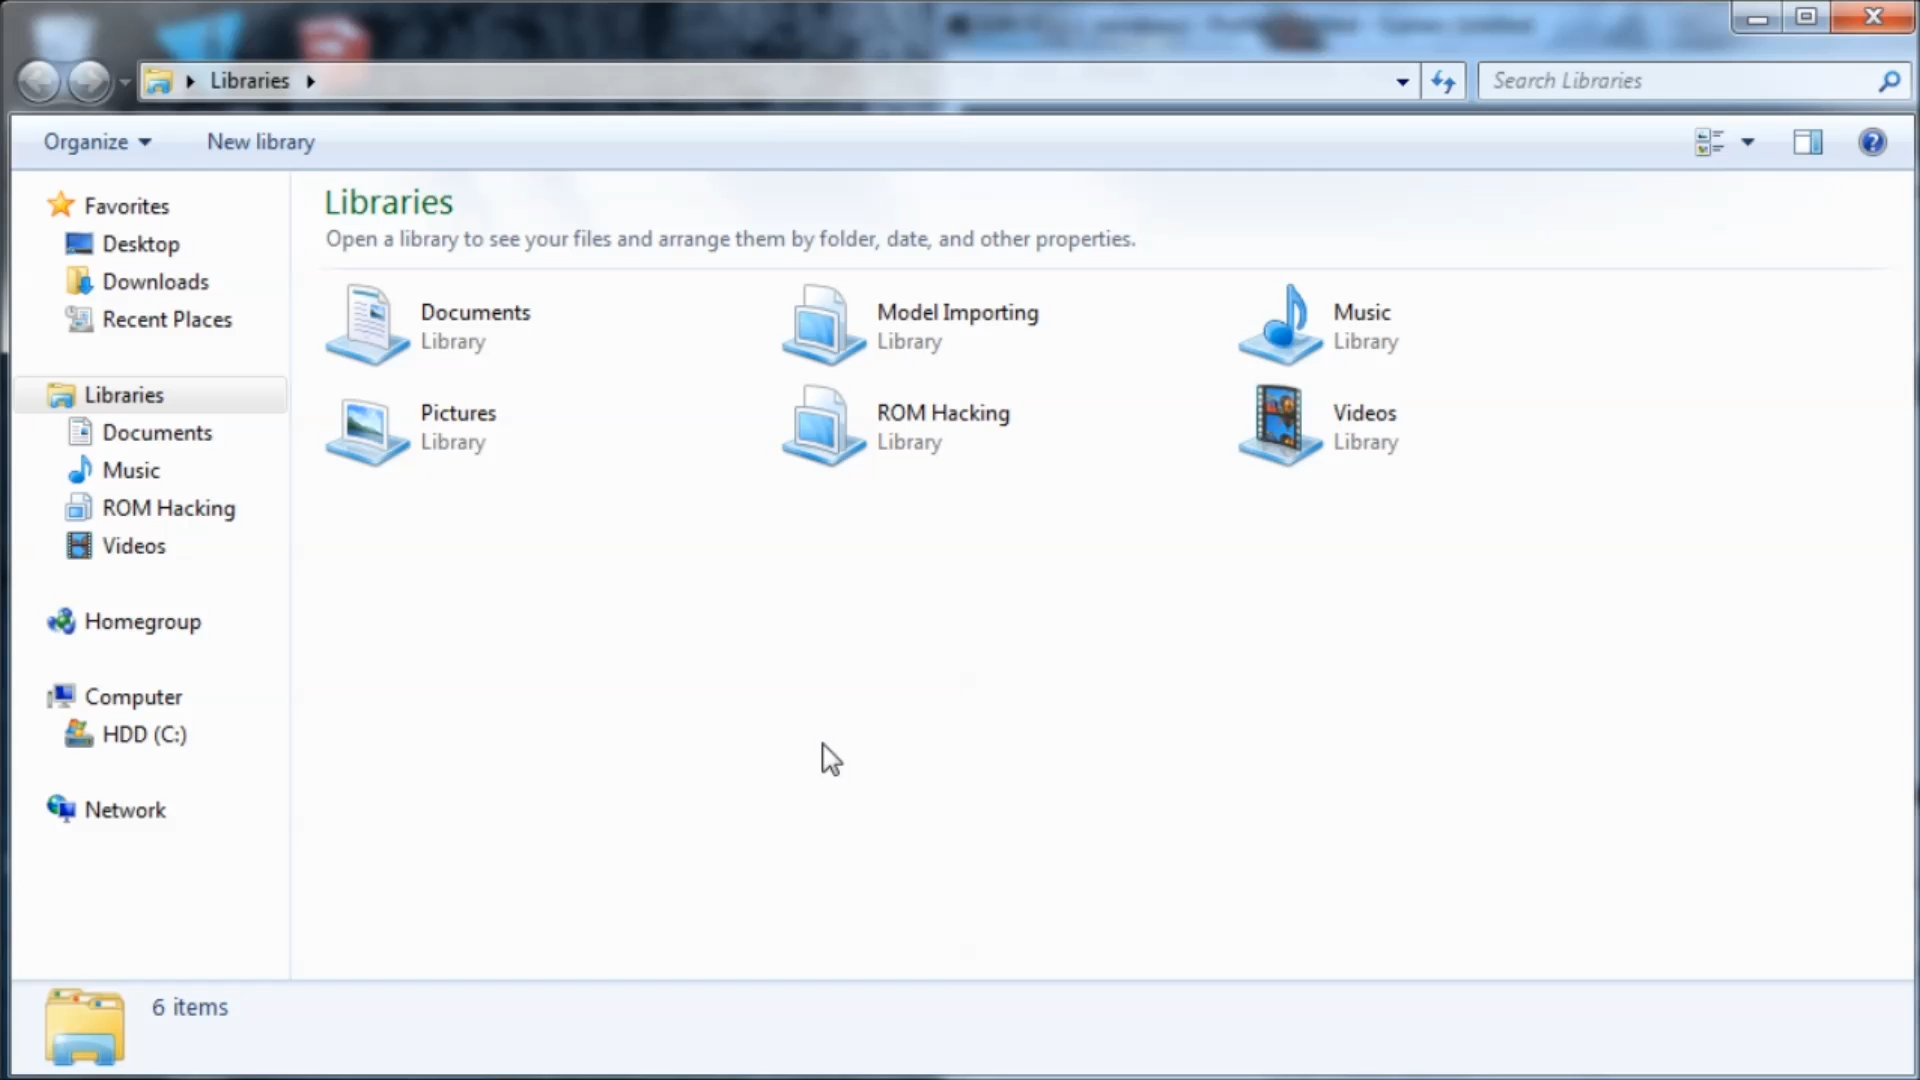 Libraries
Search Libraries
Organize
New library
Favorites
Desktop
Downloads
Recent Places
Libraries
Documents
Music
ROM Hacking
Videos
Homegroup
Computer
HDD (C:)
Network
Libraries
Open a library to see your files and arrange them by folder, date, and other properties.
Documents
Library
Model Importing
Library
Music
Library
Pictures
Library
ROM Hacking
Library
Videos
Library
6 items